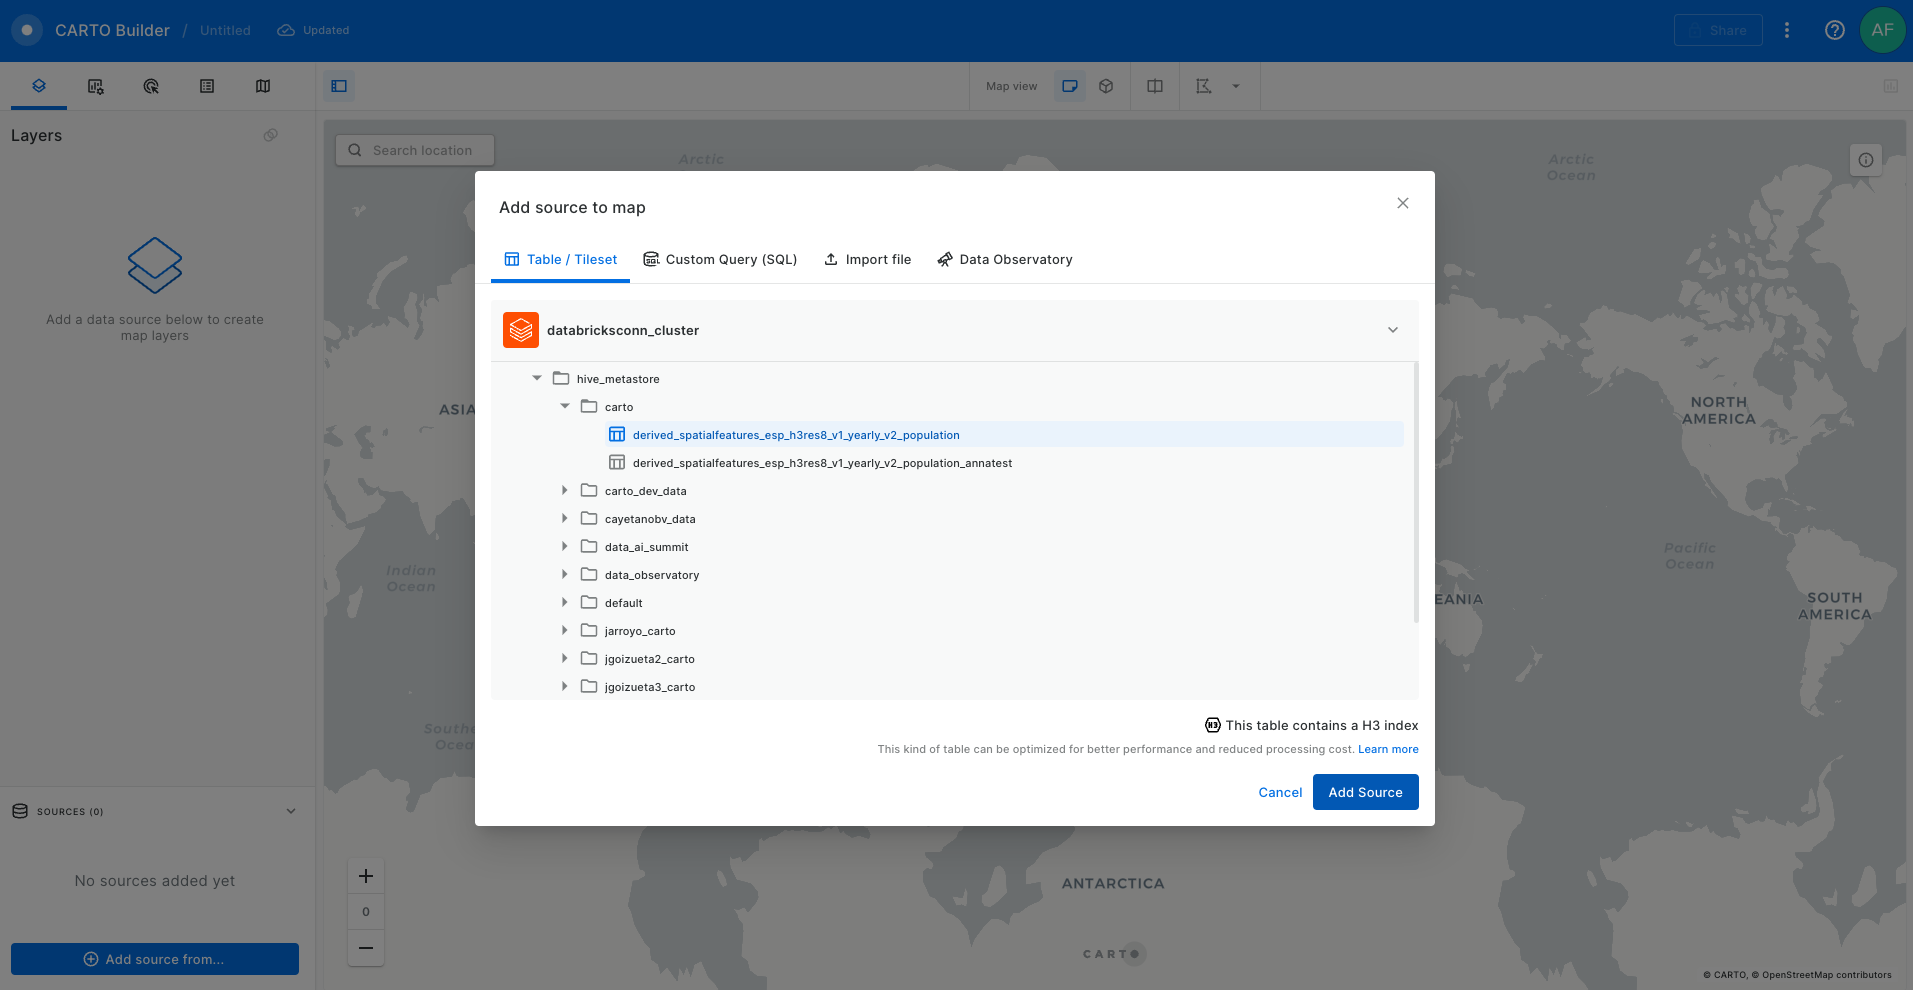 CARTO Builder / Untitled Updated Share AF
Map view
Layers
Search location
Add a data source below to create
map layers
SOURCES (0)
No sources added yet
Add source from...
Arctic
Arctic
Ocean
ASIA
Indian
Ocean
Southe
Ocea
NORTH
AMERICA
Pacific
Ocean
EANIA
SOUTH
AMERICA
ANTARCTICA
0
CARTO
© CARTO, © OpenStreetMap contributors
Add source to map
Table / Tileset Custom Query (SQL) Import file Data Observatory
databricksconn_cluster
hive_metastore
carto
derived_spatialfeatures_esp_h3res8_v1_yearly_v2_population
derived_spatialfeatures_esp_h3res8_v1_yearly_v2_population_annatest
carto_dev_data
cayetanobv_data
data_ai_summit
data_observatory
default
jarroyo_carto
jgoizueta2_carto
jgoizueta3_carto
H3 This table contains a H3 index
This kind of table can be optimized for better performance and reduced processing cost. Learn more
Cancel Add Source